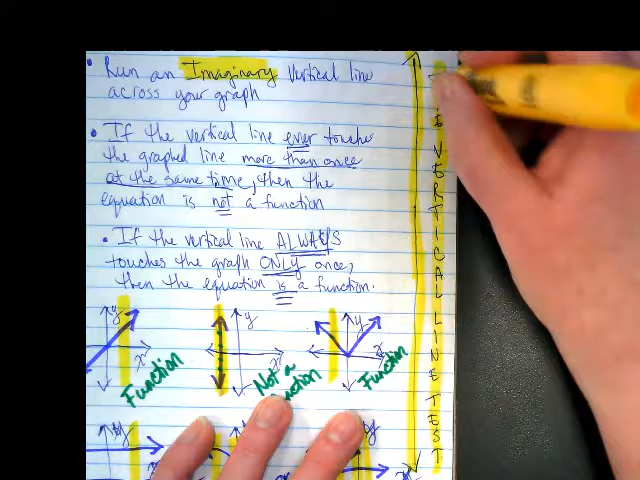 • Run an Imaginary vertical line
across your graph
• If the vertical line ever touches
the graphed line more than once
at the same time, then the
equation is not a function
• If the vertical line ALWAYS
touches the graph ONLY once,
then the equation is a function.
y
x
Function
y
x
Not a
y
x
Function
y
y
y
VERTICAL LINE TEST